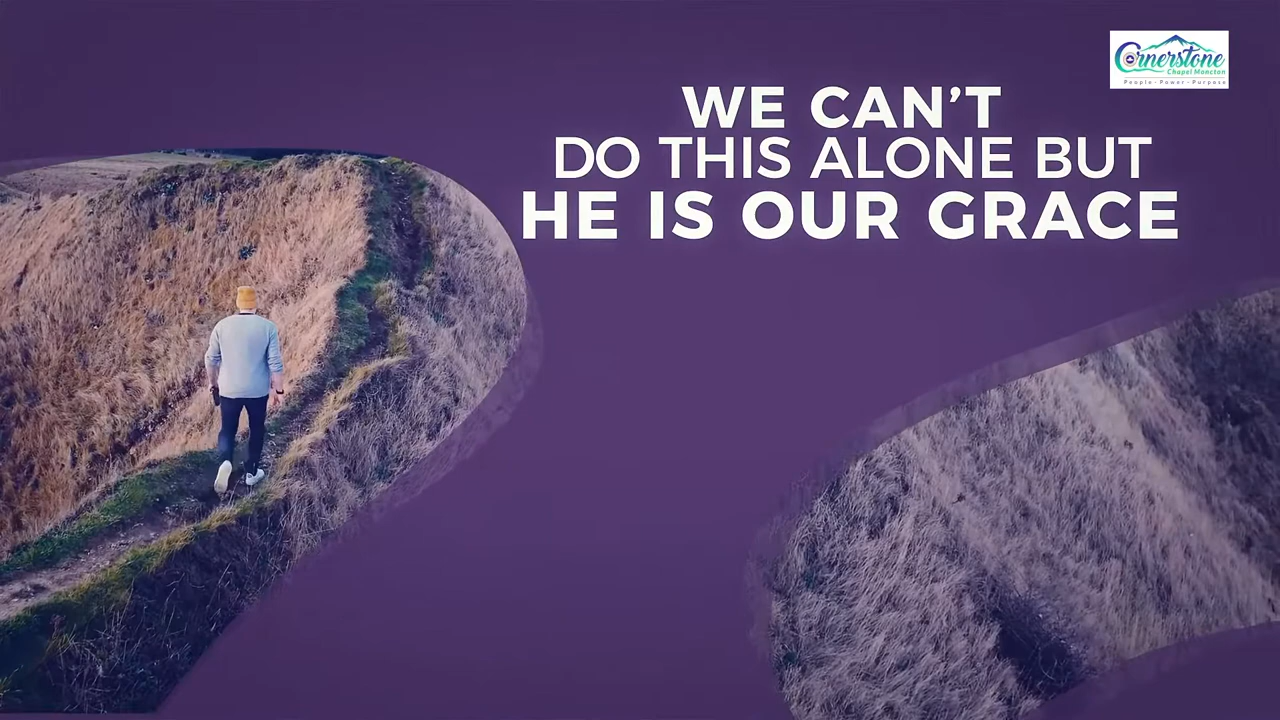 Cornerstone
Chapel Moncton
People - Power - Purpose
WE CAN'T
DO THIS ALONE BUT
HE IS OUR GRACE